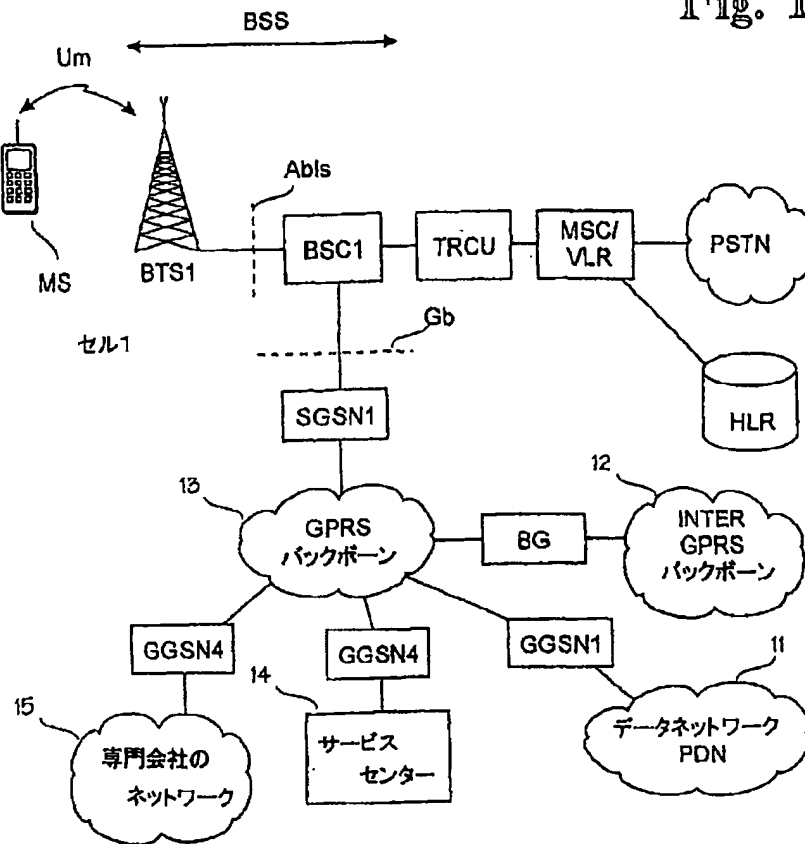 Fig. 1
BSS
Um
Abis
MS
BTS1
BSC1
TRCU
MSC/
VLR
PSTN
セル1
Gb
SGSN1
HLR
13
GPRS
バックボーン
BG
12
INTER
GPRS
バックボーン
GGSN4
GGSN4
GGSN1
11
15
専門会社の
ネットワーク
14
サービス
センター
データネットワーク
PDN